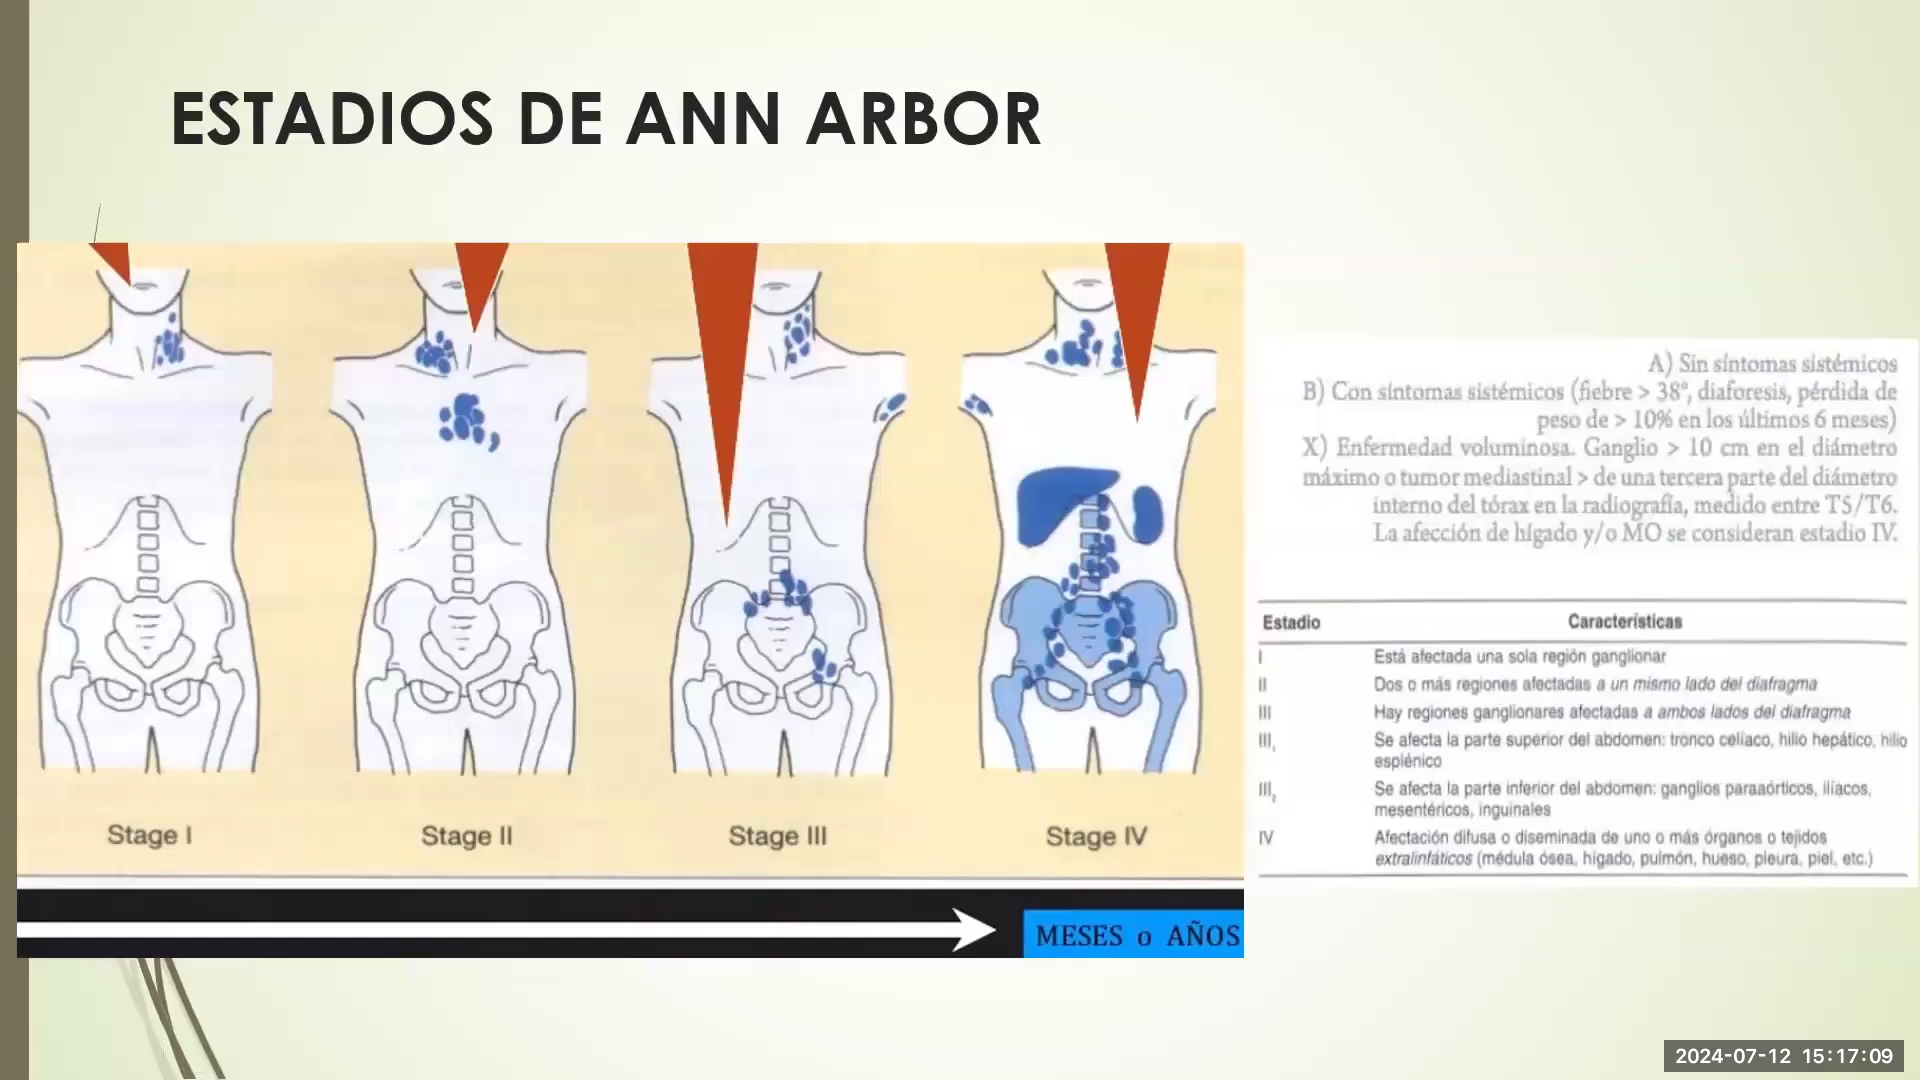 ESTADIOS DE ANN ARBOR
Stage I
Stage II
Stage III
Stage IV
MESES o AÑOS
A) Sin síntomas sistémicos
B) Con síntomas sistémicos (fiebre > 38°, diaforesis, pérdida de
peso de > 10% en los últimos 6 meses)
X) Enfermedad voluminosa. Ganglio > 10 cm en el diámetro
máximo o tumor mediastinal > de una tercera parte del diámetro
interno del tórax en la radiografía, medido entre T5/T6.
La afección de hígado y/o MO se consideran estadio IV.
Estadio Características
I Está afectada una sola región ganglionar
II Dos o más regiones afectadas a un mismo lado del diafragma
III Hay regiones ganglionares afectadas a ambos lados del diafragma
III₁ Se afecta la parte superior del abdomen: tronco celíaco, hilio hepático, hilio
esplénico
III₂ Se afecta la parte inferior del abdomen: ganglios paraaórticos, ilíacos,
mesentéricos, inguinales
IV Afectación difusa o diseminada de uno o más órganos o tejidos
extralinfáticos (médula ósea, hígado, pulmón, hueso, pleura, piel, etc.)
2024-07-12 15:17:09